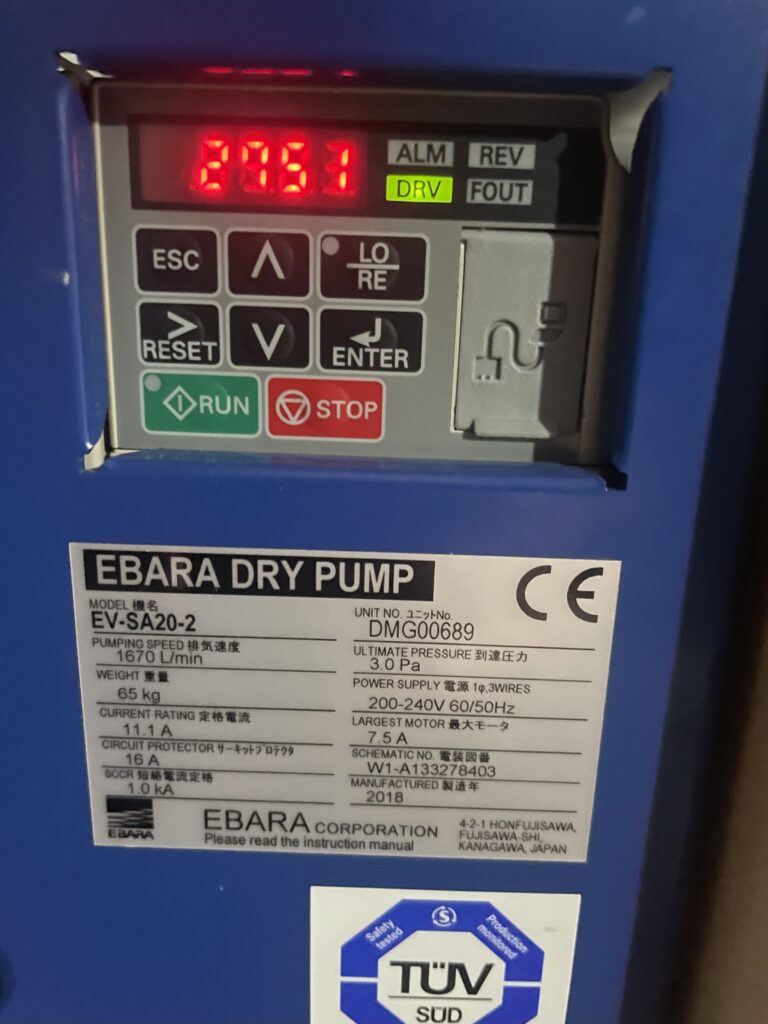 2751
ALM REV
DRV FOUT
ESC
LO
RE
>
RESET
ENTER
RUN
STOP
EBARA DRY PUMP
CE
MODEL 機名
EV-SA20-2
UNIT NO. ユニットNo.
DMG00689
PUMPING SPEED 排気速度
1670 L/min
ULTIMATE PRESSURE 到達圧力
3.0 Pa
WEIGHT 重量
65 kg
POWER SUPPLY 電源 1φ,3WIRES
200-240V 60/50Hz
CURRENT RATING 定格電流
11.1 A
LARGEST MOTOR 最大モータ
7.5 A
CIRCUIT PROTECTOR サーキットプロテクタ
16 A
SCHEMATIC NO. 電装図番
W1-A133278403
SCCR 短絡電流定格
1.0 kA
MANUFACTURED 製造年
2018
EBARA
EBARA CORPORATION
Please read the instruction manual
4-2-1 HONFUJISAWA,
FUJISAWA-SHI,
KANAGAWA, JAPAN
Safety
tested
S
Production
monitored
TÜV
SÜD